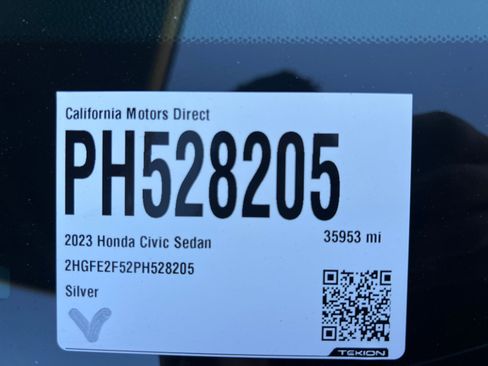 California Motors Direct
PH528205
2023 Honda Civic Sedan
35953 mi
2HGFE2F52PH528205
Silver
TEKION